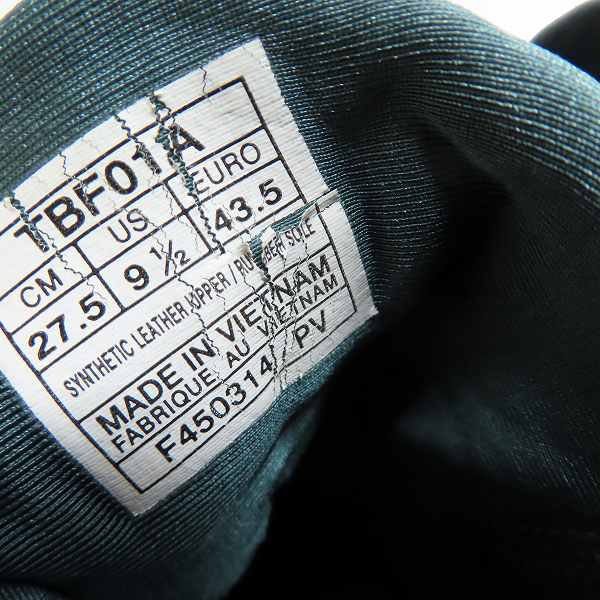 TBF01A
CM US EURO
27.5 9 1/2 43.5
SYNTHETIC LEATHER UPPER / RUBBER SOLE
MADE IN VIETNAM
FABRIQUE AU VIETNAM
F450314 / PV